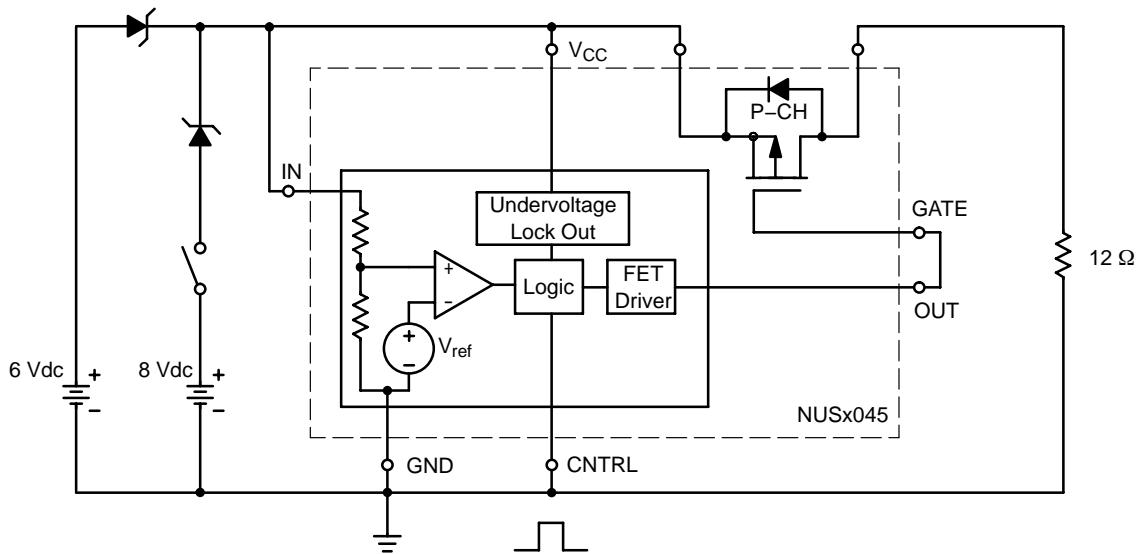 V_CC
P–CH
IN
Undervoltage
Lock Out
GATE
+
–
Logic
FET
Driver
12 Ω
OUT
+
–
V_ref
6 Vdc
+
–
8 Vdc
+
–
NUSx045
GND
CNTRL